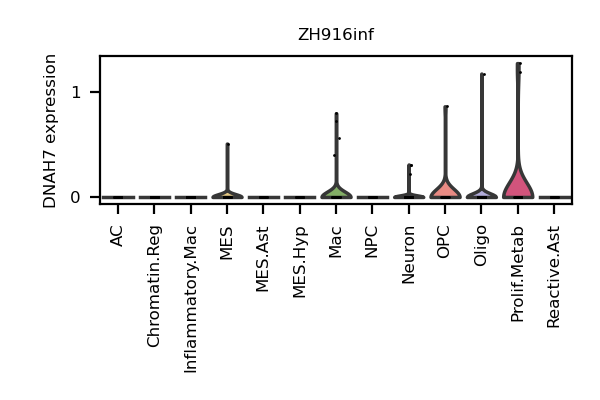 ZH916inf
DNAH7 expression
1
0
AC
Chromatin.Reg
Inflammatory.Mac
MES
MES.Ast
MES.Hyp
Mac
NPC
Neuron
OPC
Oligo
Prolif.Metab
Reactive.Ast